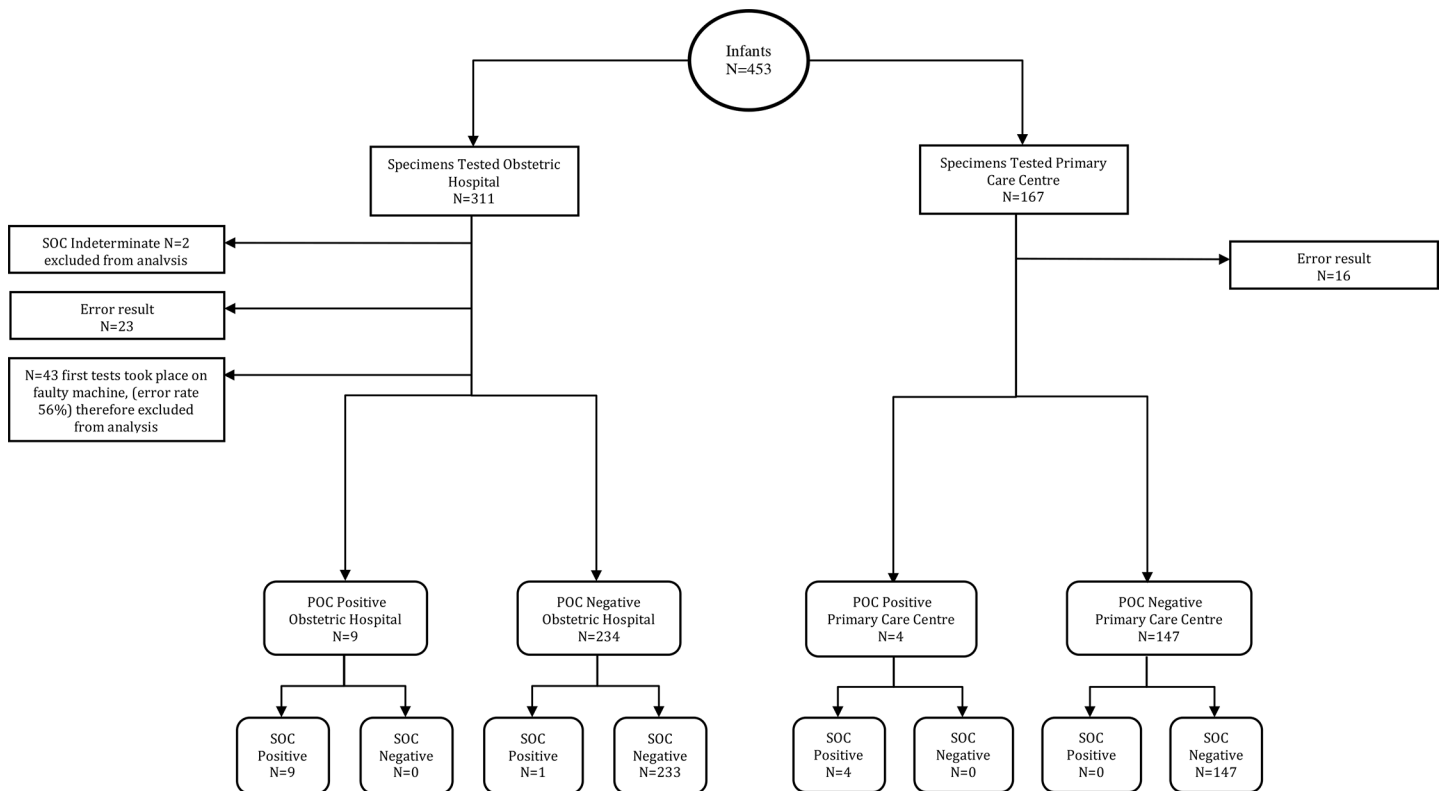 Infants
N=453
Specimens Tested Obstetric
Hospital
N=311
Specimens Tested Primary
Care Centre
N=167
SOC Indeterminate N=2
excluded from analysis
Error result
N=23
N=43 first tests took place on
faulty machine, (error rate
56%) therefore excluded
from analysis
Error result
N=16
POC Positive
Obstetric Hospital
N=9
POC Negative
Obstetric Hospital
N=234
POC Positive
Primary Care Centre
N=4
POC Negative
Primary Care Centre
N=147
SOC
Positive
N=9
SOC
Negative
N=0
SOC
Positive
N=1
SOC
Negative
N=233
SOC
Positive
N=4
SOC
Negative
N=0
SOC
Positive
N=0
SOC
Negative
N=147